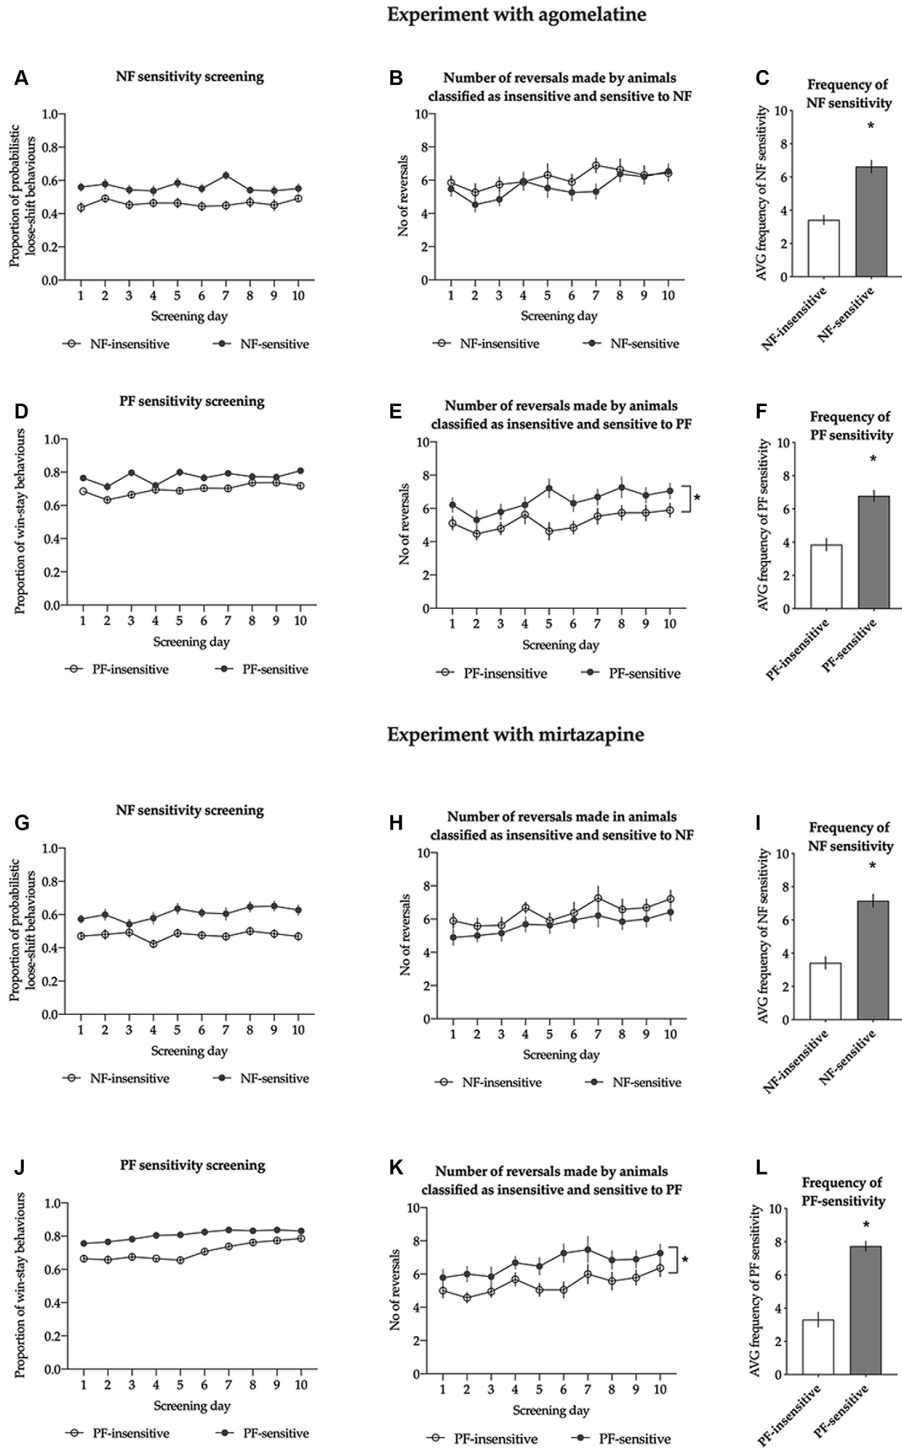 Experiment with agomelatine
A
NF sensitivity screening
Proportion of probabilistic
loose-shift behaviours
1.0
0.8
0.6
0.4
0.2
0.0
1 2 3 4 5 6 7 8 9 10
Screening day
NF-insensitive NF-sensitive
B
Number of reversals made by animals
classified as insensitive and sensitive to NF
No of reversals
10
8
6
4
2
0
1 2 3 4 5 6 7 8 9 10
Screening day
NF-insensitive NF-sensitive
C
Frequency of
NF sensitivity
AVG frequency of NF sensitivity
10
8
6
4
2
0
*
NF-insensitive
NF-sensitive
D
PF sensitivity screening
Proportion of win-stay behaviours
1.0
0.8
0.6
0.4
0.2
0.0
1 2 3 4 5 6 7 8 9 10
Screening day
PF-insensitive PF-sensitive
E
Number of reversals made by animals
classified as insensitive and sensitive to PF
No of reversals
10
8
6
4
2
0
*
1 2 3 4 5 6 7 8 9 10
Screening day
PF-insensitive PF-sensitive
F
Frequency of
PF sensitivity
AVG frequency of PF sensitivity
10
8
6
4
2
0
*
PF-insensitive
PF-sensitive
Experiment with mirtazapine
G
NF sensitivity screening
Proportion of probabilistic
loose-shift behaviours
1.0
0.8
0.6
0.4
0.2
0.0
1 2 3 4 5 6 7 8 9 10
Screening day
NF-insensitive NF-sensitive
H
Number of reversals made in animals
classified as insensitive and sensitive to NF
No of reversals
10
8
6
4
2
0
1 2 3 4 5 6 7 8 9 10
Screening day
NF-insensitive NF-sensitive
I
Frequency of
NF sensitivity
AVG frequency of NF sensitivity
10
8
6
4
2
0
*
NF-insensitive
NF-sensitive
J
PF sensitivity screening
Proportion of win-stay behaviours
1.0
0.8
0.6
0.4
0.2
0.0
1 2 3 4 5 6 7 8 9 10
Screening day
PF-insensitive PF-sensitive
K
Number of reversals made by animals
classified as insensitive and sensitive to PF
No of reversals
10
8
6
4
2
0
*
1 2 3 4 5 6 7 8 9 10
Screening day
PF-insensitive PF-sensitive
L
Frequency of
PF-sensitivity
AVG frequency of PF sensitivity
10
8
6
4
2
0
*
PF-insensitive
PF-sensitive